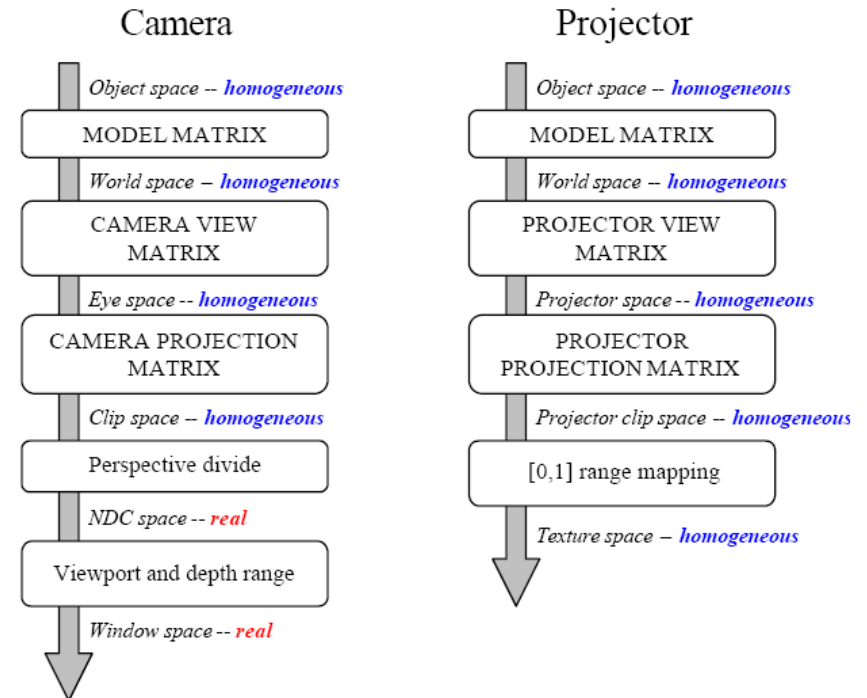 Camera
Object space -- homogeneous
MODEL MATRIX
World space – homogeneous
CAMERA VIEW
MATRIX
Eye space -- homogeneous
CAMERA PROJECTION
MATRIX
Clip space -- homogeneous
Perspective divide
NDC space -- real
Viewport and depth range
Window space -- real
Projector
Object space -- homogeneous
MODEL MATRIX
World space -- homogeneous
PROJECTOR VIEW
MATRIX
Projector space -- homogeneous
PROJECTOR
PROJECTION MATRIX
Projector clip space -- homogeneous
[0,1] range mapping
Texture space – homogeneous